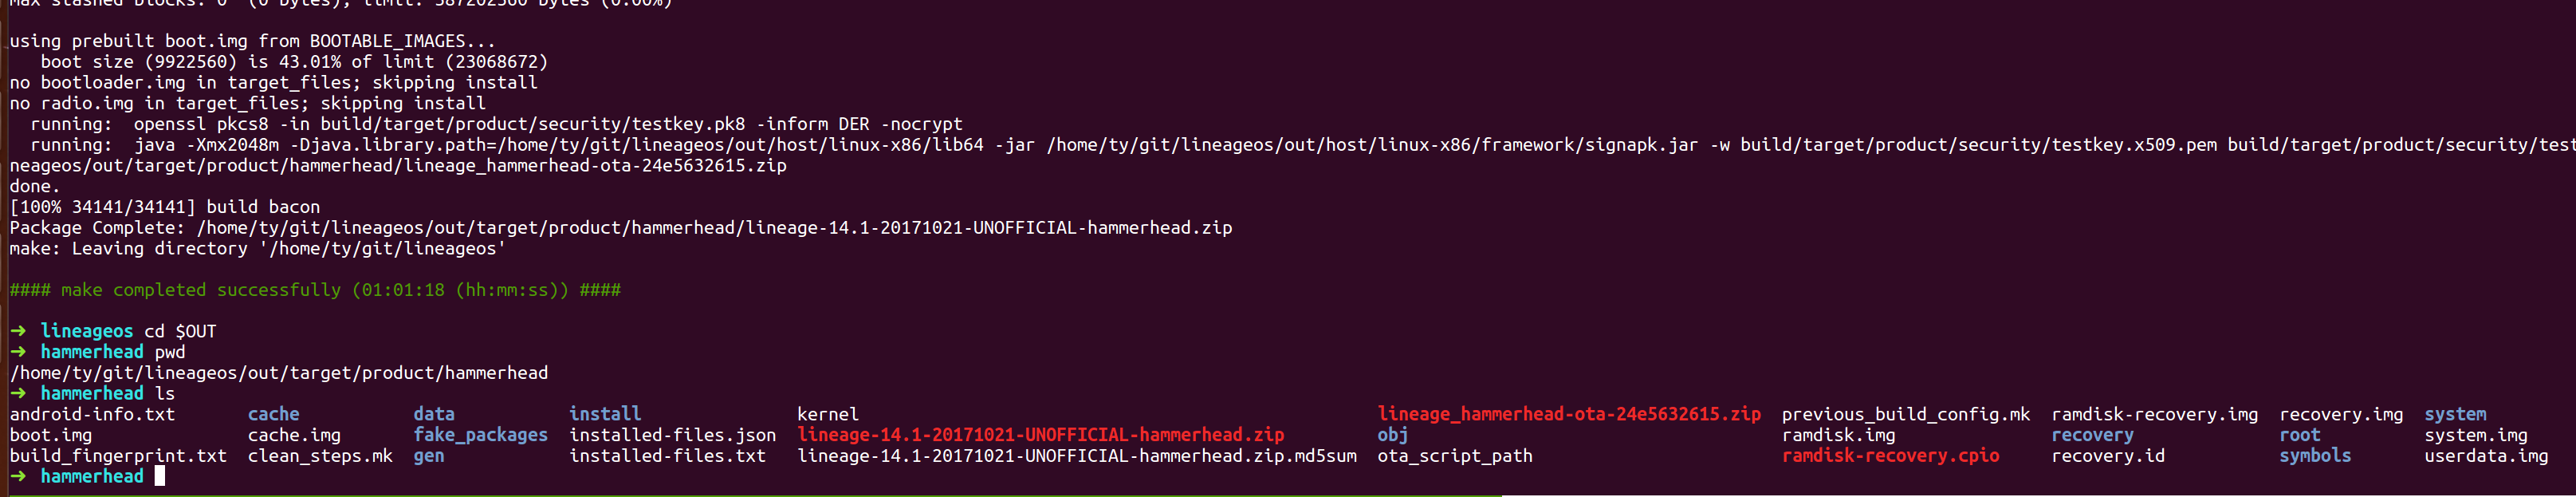 max stashed blocks: 0  (0 bytes), limit: 387202560 bytes (0.00%)
using prebuilt boot.img from BOOTABLE_IMAGES...
   boot size (9922560) is 43.01% of limit (23068672)
no bootloader.img in target_files; skipping install
no radio.img in target_files; skipping install
  running:  openssl pkcs8 -in build/target/product/security/testkey.pk8 -inform DER -nocrypt
  running:  java -Xmx2048m -Djava.library.path=/home/ty/git/lineageos/out/host/linux-x86/lib64 -jar /home/ty/git/lineageos/out/host/linux-x86/framework/signapk.jar -w build/target/product/security/testkey.x509.pem build/target/product/security/test
neageos/out/target/product/hammerhead/lineage_hammerhead-ota-24e5632615.zip
done.
[100% 34141/34141] build bacon
Package Complete: /home/ty/git/lineageos/out/target/product/hammerhead/lineage-14.1-20171021-UNOFFICIAL-hammerhead.zip
make: Leaving directory '/home/ty/git/lineageos'
#### make completed successfully (01:01:18 (hh:mm:ss)) ####
➜  lineageos cd $OUT
➜  hammerhead pwd
/home/ty/git/lineageos/out/target/product/hammerhead
➜  hammerhead ls
android-info.txt       cache           data           install              kernel                                                  lineage_hammerhead-ota-24e5632615.zip  previous_build_config.mk  ramdisk-recovery.img  recovery.img  system
boot.img               cache.img       fake_packages  installed-files.json  lineage-14.1-20171021-UNOFFICIAL-hammerhead.zip         obj                                    ramdisk.img               recovery              root          system.img
build_fingerprint.txt  clean_steps.mk  gen            installed-files.txt   lineage-14.1-20171021-UNOFFICIAL-hammerhead.zip.md5sum  ota_script_path                        ramdisk-recovery.cpio     recovery.id           symbols       userdata.img
➜  hammerhead